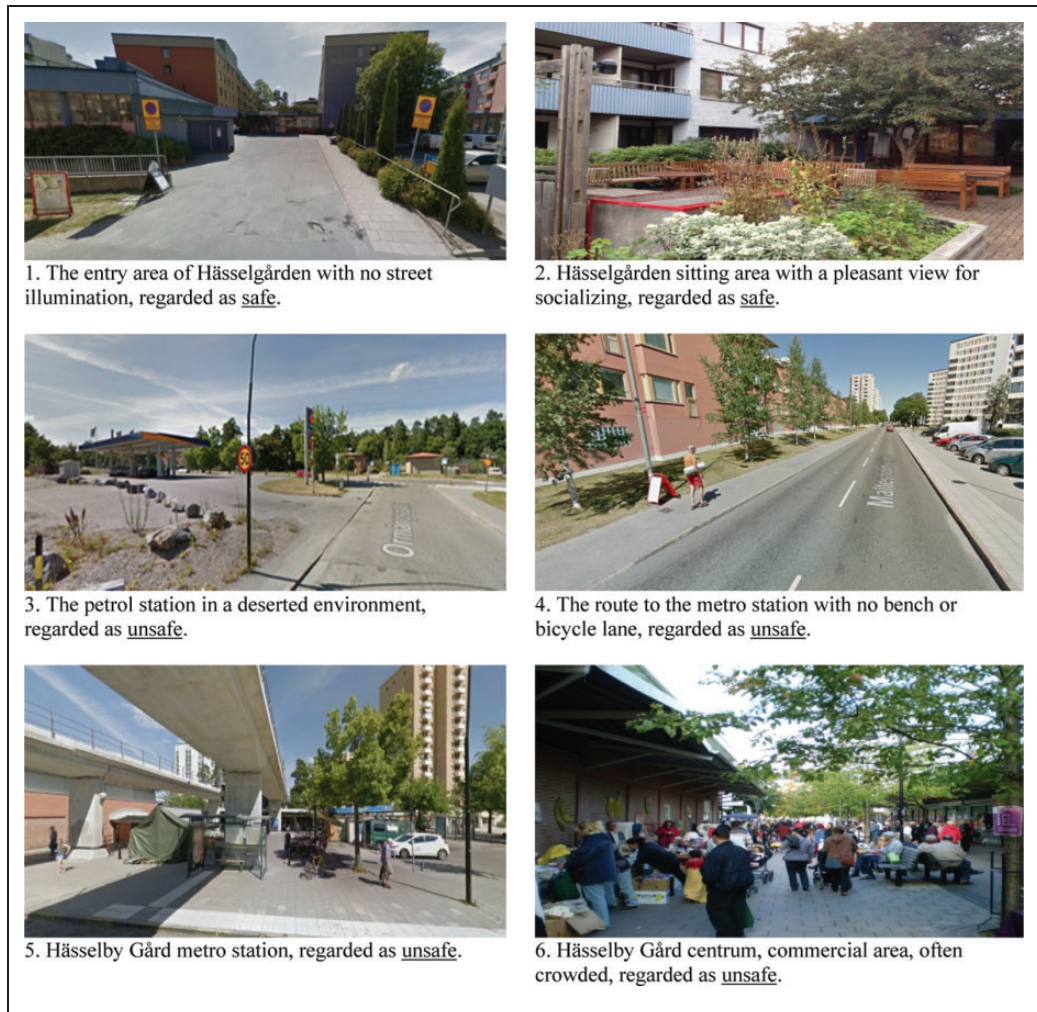 1. The entry area of Hässelgården with no street
illumination, regarded as safe.
2. Hässelgården sitting area with a pleasant view for
socializing, regarded as safe.
50
Ormängsgatan
3. The petrol station in a deserted environment,
regarded as unsafe.
4. The route to the metro station with no bench or
bicycle lane, regarded as unsafe.
5. Hässelby Gård metro station, regarded as unsafe.
6. Hässelby Gård centrum, commercial area, often
crowded, regarded as unsafe.